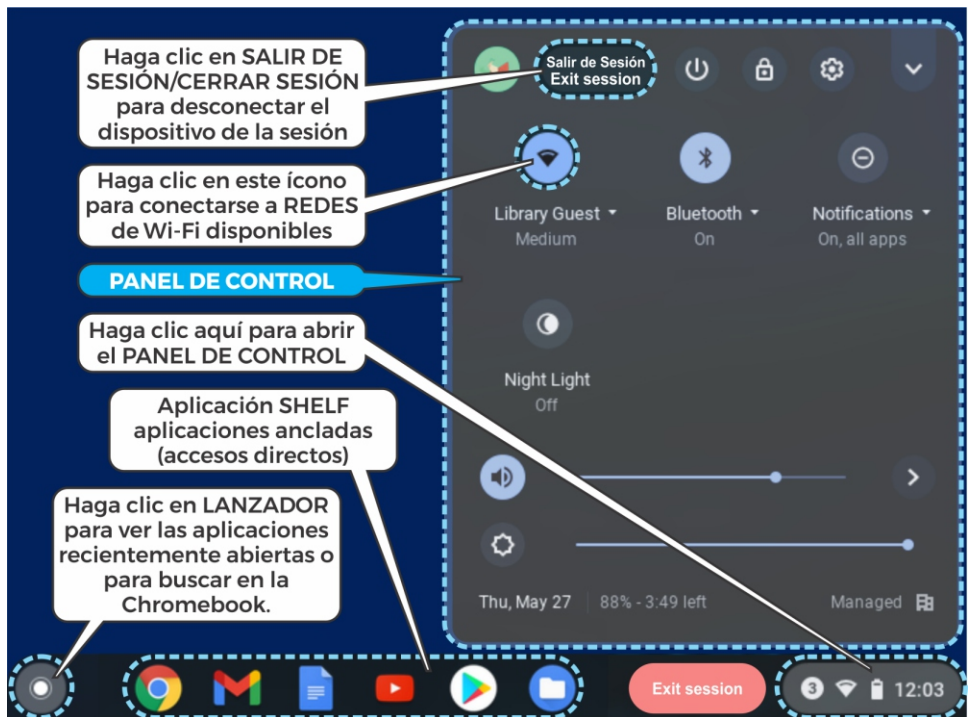 Haga clic en SALIR DE
SESIÓN/CERRAR SESIÓN
para desconectar el
dispositivo de la sesión
Salir de Sesión
Exit session
Haga clic en este ícono
para conectarse a REDES
de Wi-Fi disponibles
Library Guest
Medium
Bluetooth
On
Notifications
On, all apps
PANEL DE CONTROL
Haga clic aquí para abrir
el PANEL DE CONTROL
Night Light
Off
Aplicación SHELF
aplicaciones ancladas
(accesos directos)
Haga clic en LANZADOR
para ver las aplicaciones
recientemente abiertas o
para buscar en la
Chromebook.
Thu, May 27 88% - 3:49 left Managed
Exit session
3 12:03